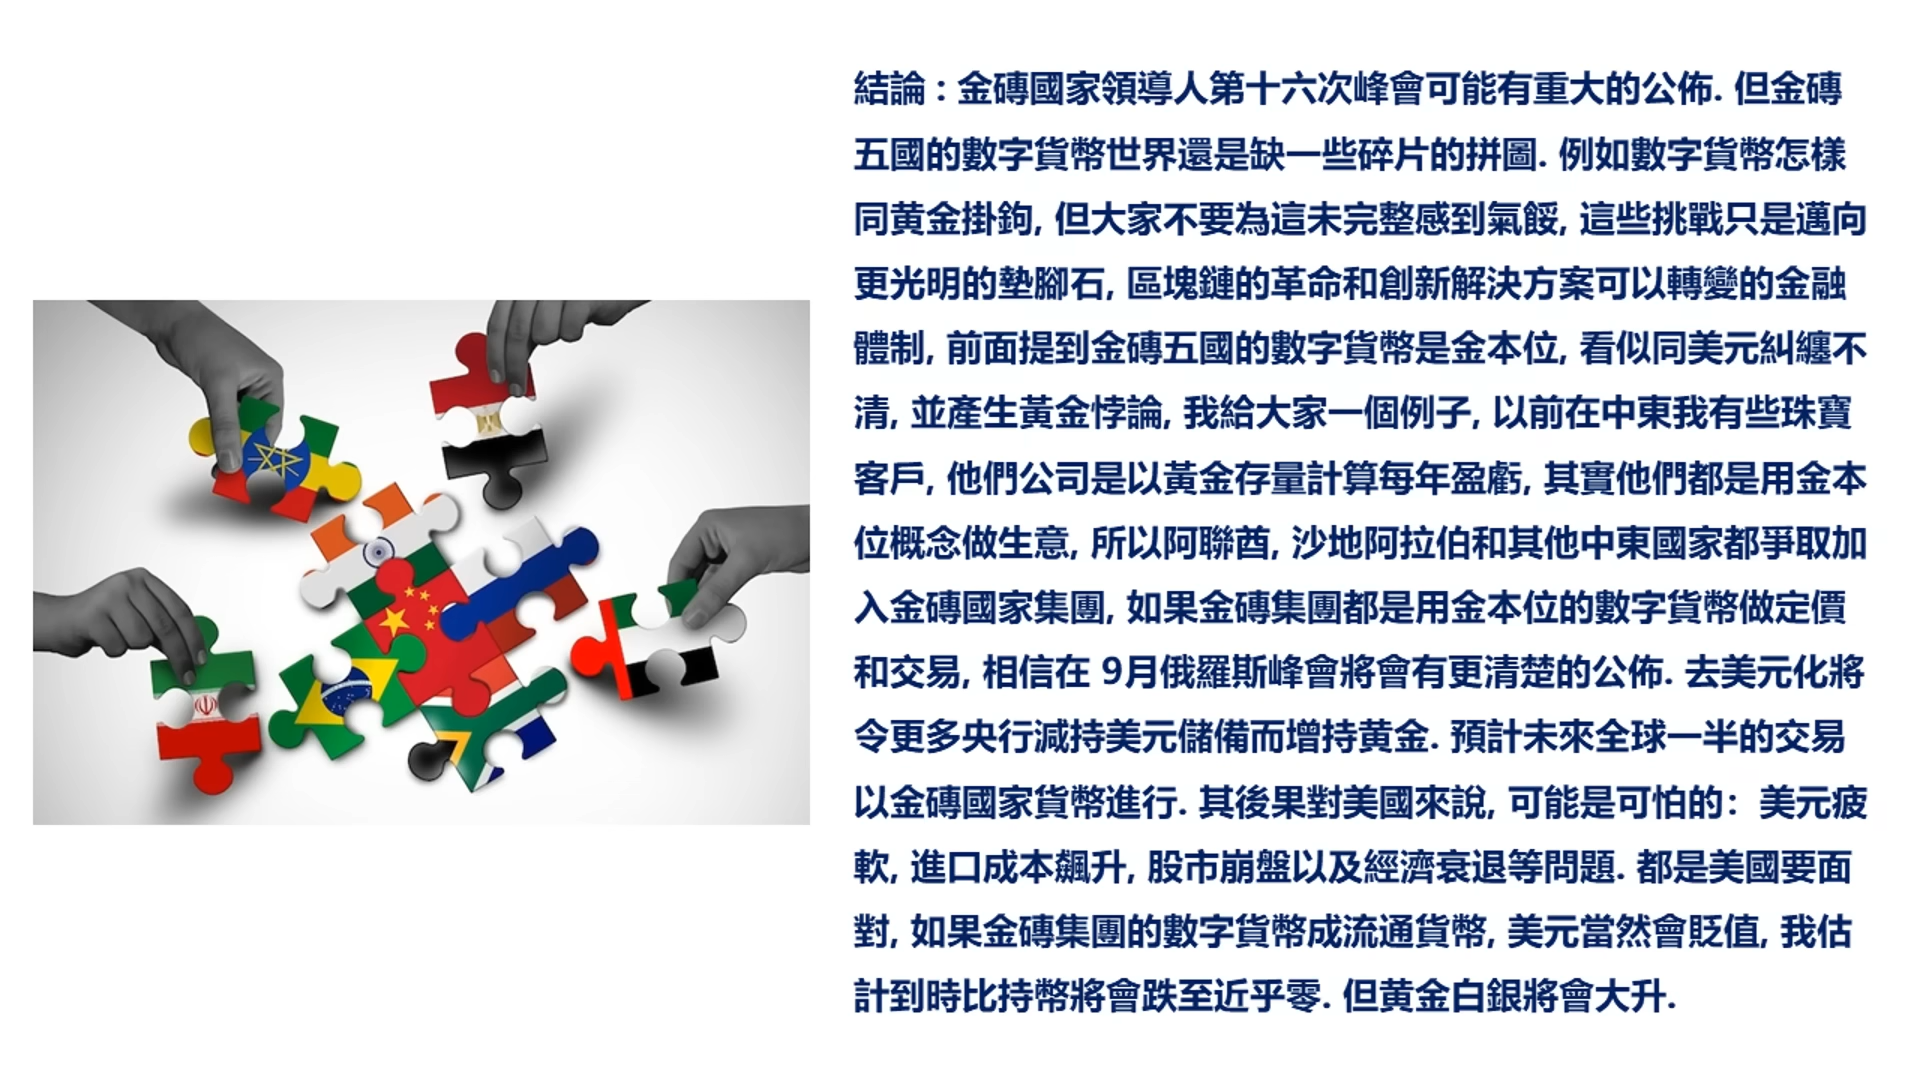 結論 : 金磚國家領導人第十六次峰會可能有重大的公佈. 但金磚
五國的數字貨幣世界還是缺一些碎片的拼圖. 例如數字貨幣怎樣
同黃金掛鉤, 但大家不要為這未完整感到氣餒, 這些挑戰只是邁向
更光明的墊腳石, 區塊鏈的革命和創新解決方案可以轉變的金融
體制, 前面提到金磚五國的數字貨幣是金本位, 看似同美元糾纏不
清, 並產生黃金悖論, 我給大家一個例子, 以前在中東我有些珠寶
客戶, 他們公司是以黃金存量計算每年盈虧, 其實他們都是用金本
位概念做生意, 所以阿聯酋, 沙地阿拉伯和其他中東國家都爭取加
入金磚國家集團, 如果金磚集團都是用金本位的數字貨幣做定價
和交易, 相信在 9月俄羅斯峰會將會有更清楚的公佈. 去美元化將
令更多央行減持美元儲備而增持黃金. 預計未來全球一半的交易
以金磚國家貨幣進行. 其後果對美國來說, 可能是可怕的：美元疲
軟, 進口成本飆升, 股市崩盤以及經濟衰退等問題. 都是美國要面
對, 如果金磚集團的數字貨幣成流通貨幣, 美元當然會貶值, 我估
計到時比持幣將會跌至近乎零. 但黃金白銀將會大升.